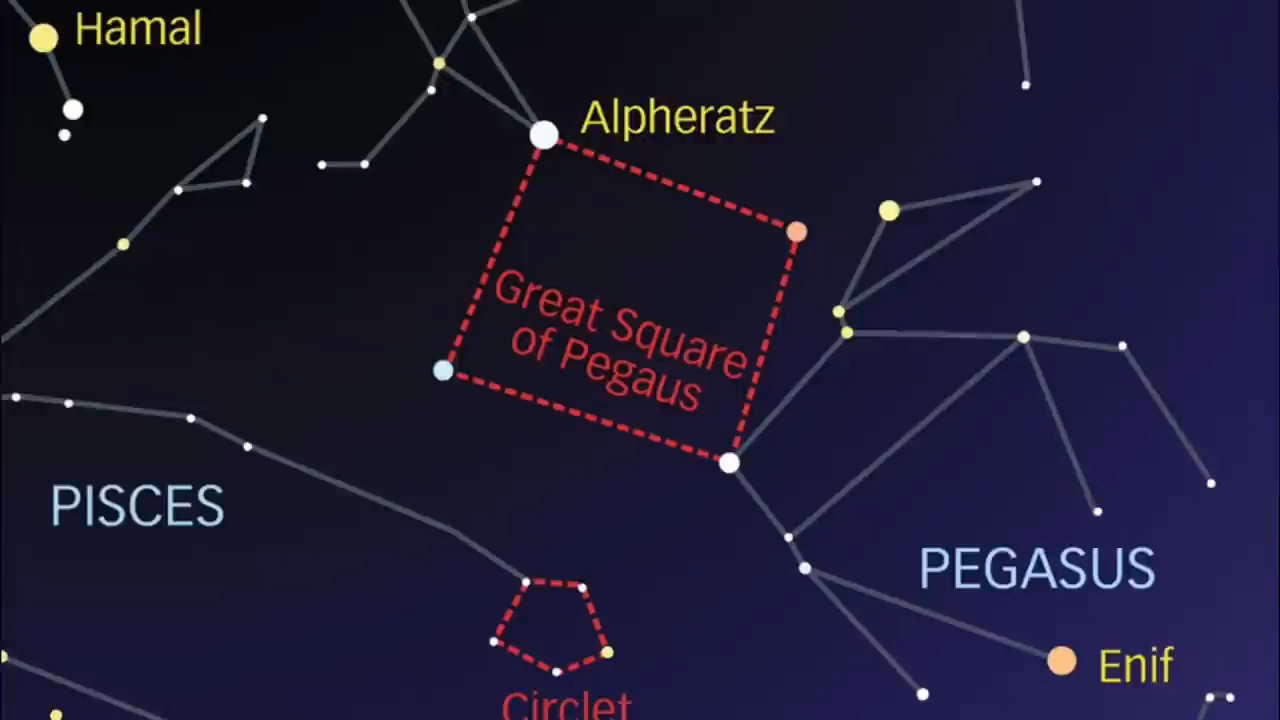 Hamal
Alpheratz
Great Square
of Pegaus
PISCES
PEGASUS
Enif
Circlet